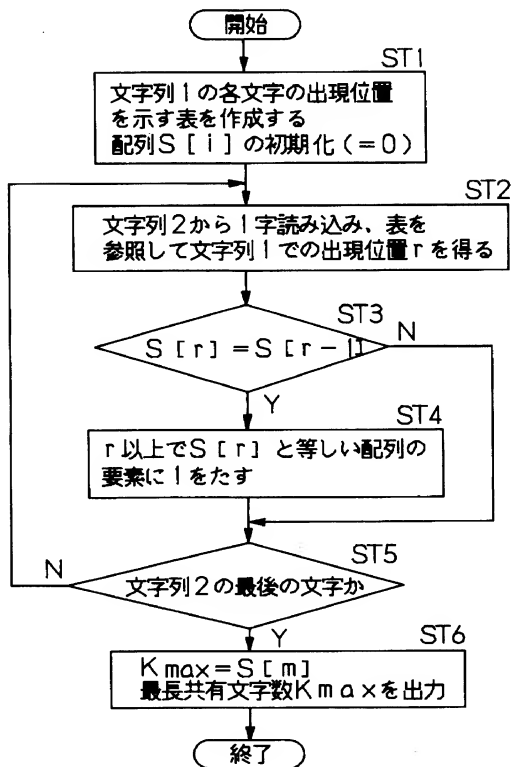 開始
ST1
文字列1の各文字の出現位置
を示す表を作成する
配列S[i]の初期化(=0)
ST2
文字列2から1字読み込み、表を
参照して文字列1での出現位置rを得る
ST3
S[r]=S[r-1]
N
Y
ST4
r以上でS[r]と等しい配列の
要素に1をたす
ST5
N
文字列2の最後の文字か
Y
ST6
Kmax=S[m]
最長共有文字数Kmaxを出力
終了